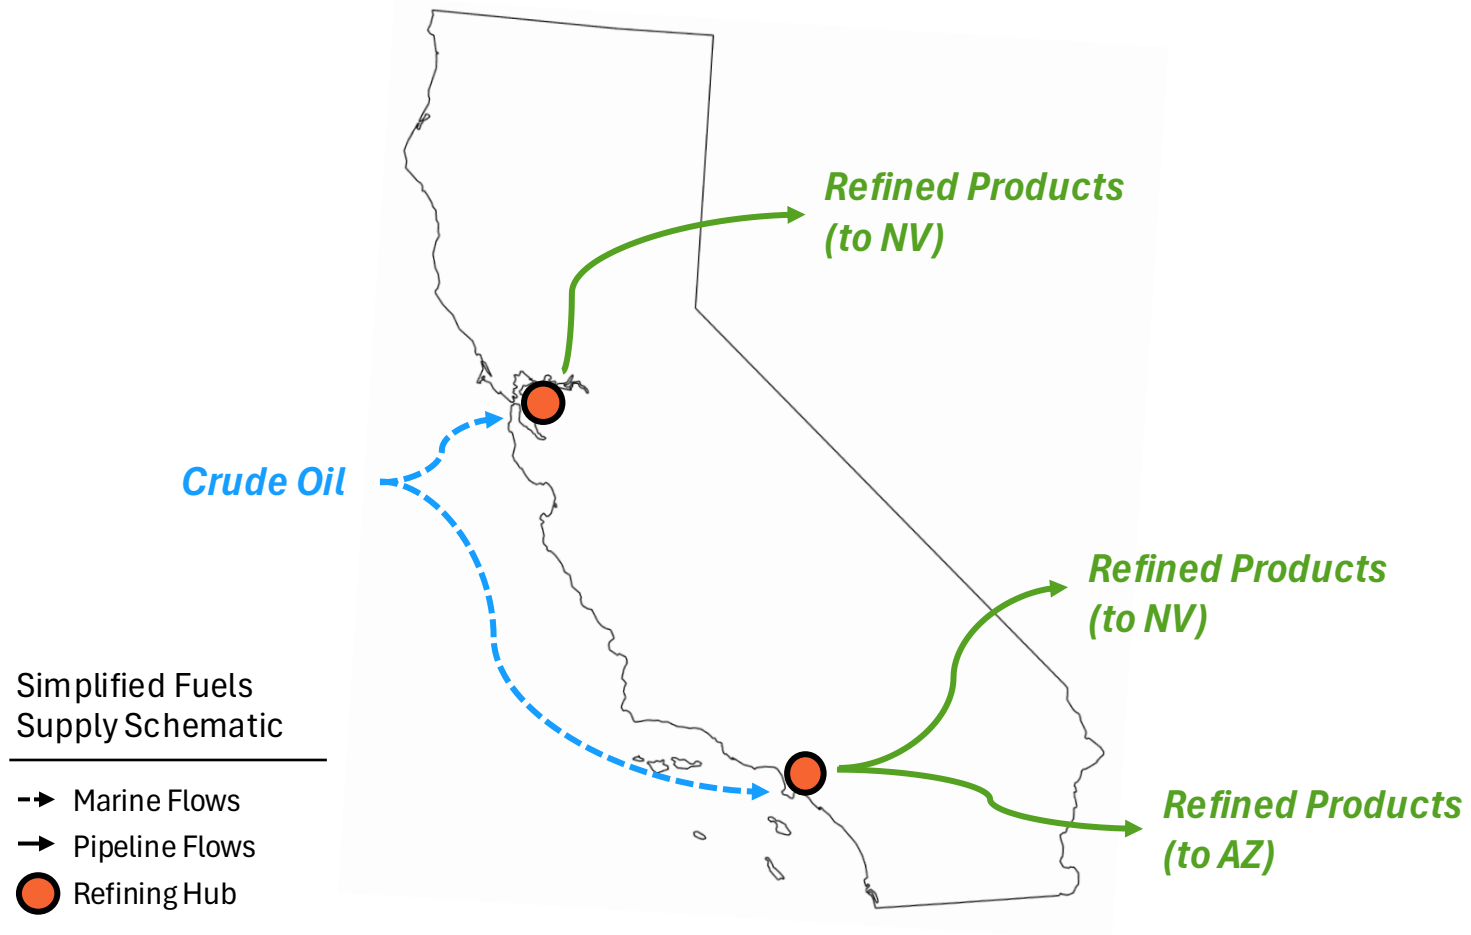 Refined Products
(to NV)
Crude Oil
Refined Products
(to NV)
Simplified Fuels
Supply Schematic
Marine Flows
Pipeline Flows
Refining Hub
Refined Products
(to AZ)